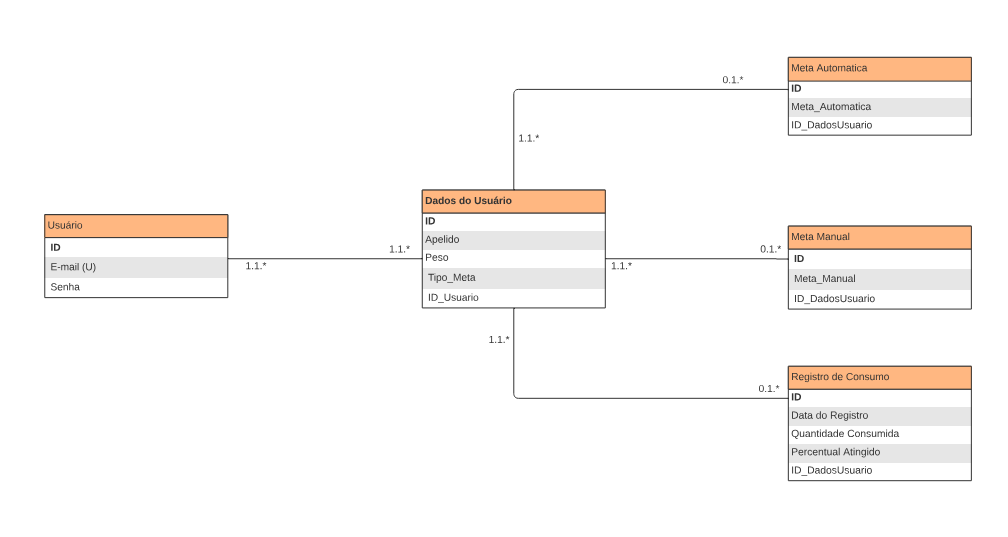 Meta Automatica
ID
Meta_Automatica
ID_DadosUsuario
0.1.*
1.1.*
Dados do Usuário
ID
Apelido
Peso
Tipo_Meta
ID_Usuario
Usuário
ID
E-mail (U)
Senha
1.1.*
1.1.*
1.1.*
0.1.*
Meta Manual
ID
Meta_Manual
ID_DadosUsuario
1.1.*
0.1.*
Registro de Consumo
ID
Data do Registro
Quantidade Consumida
Percentual Atingido
ID_DadosUsuario